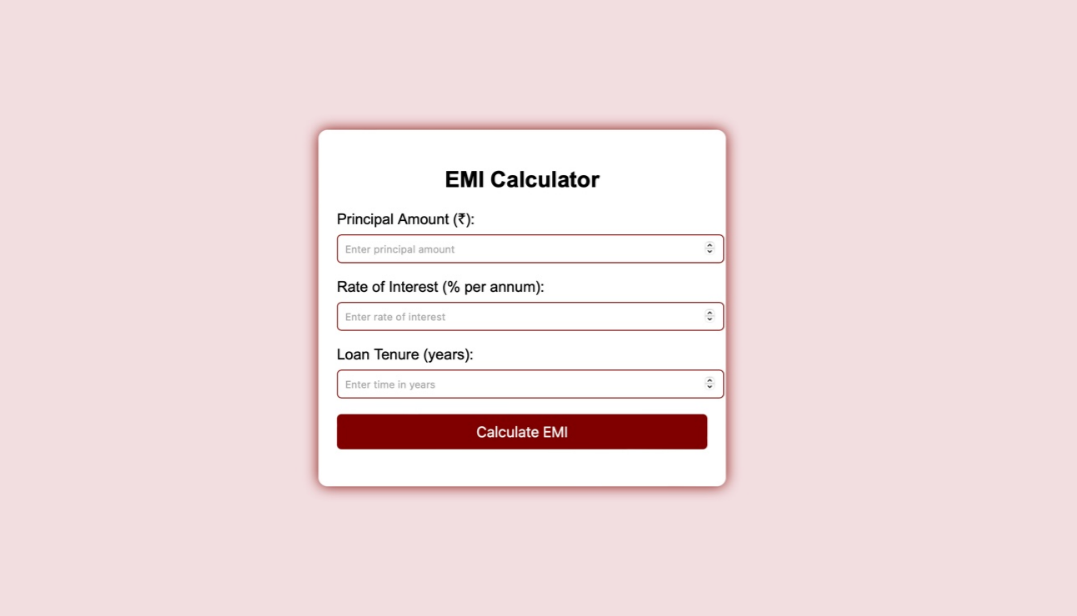 EMI Calculator
Principal Amount (₹):
Enter principal amount
Rate of Interest (% per annum):
Enter rate of interest
Loan Tenure (years):
Enter time in years
Calculate EMI